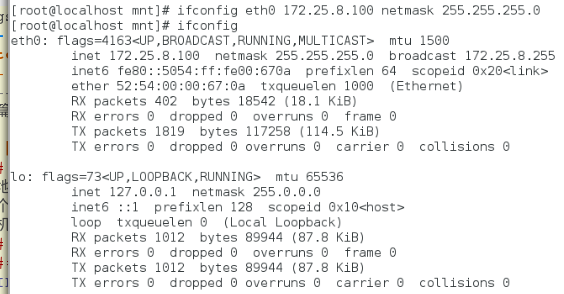 [root@localhost mnt]# ifconfig eth0 172.25.8.100 netmask 255.255.255.0
[root@localhost mnt]# ifconfig
eth0: flags=4163<UP,BROADCAST,RUNNING,MULTICAST>  mtu 1500
        inet 172.25.8.100  netmask 255.255.255.0  broadcast 172.25.8.255
        inet6 fe80::5054:ff:fe00:670a  prefixlen 64  scopeid 0x20<link>
        ether 52:54:00:00:67:0a  txqueuelen 1000  (Ethernet)
        RX packets 402  bytes 18542 (18.1 KiB)
        RX errors 0  dropped 0  overruns 0  frame 0
        TX packets 1819  bytes 117258 (114.5 KiB)
        TX errors 0  dropped 0 overruns 0  carrier 0  collisions 0

lo: flags=73<UP,LOOPBACK,RUNNING>  mtu 65536
        inet 127.0.0.1  netmask 255.0.0.0
        inet6 ::1  prefixlen 128  scopeid 0x10<host>
        loop  txqueuelen 0  (Local Loopback)
        RX packets 1012  bytes 89944 (87.8 KiB)
        RX errors 0  dropped 0  overruns 0  frame 0
        TX packets 1012  bytes 89944 (87.8 KiB)
        TX errors 0  dropped 0 overruns 0  carrier 0  collisions 0